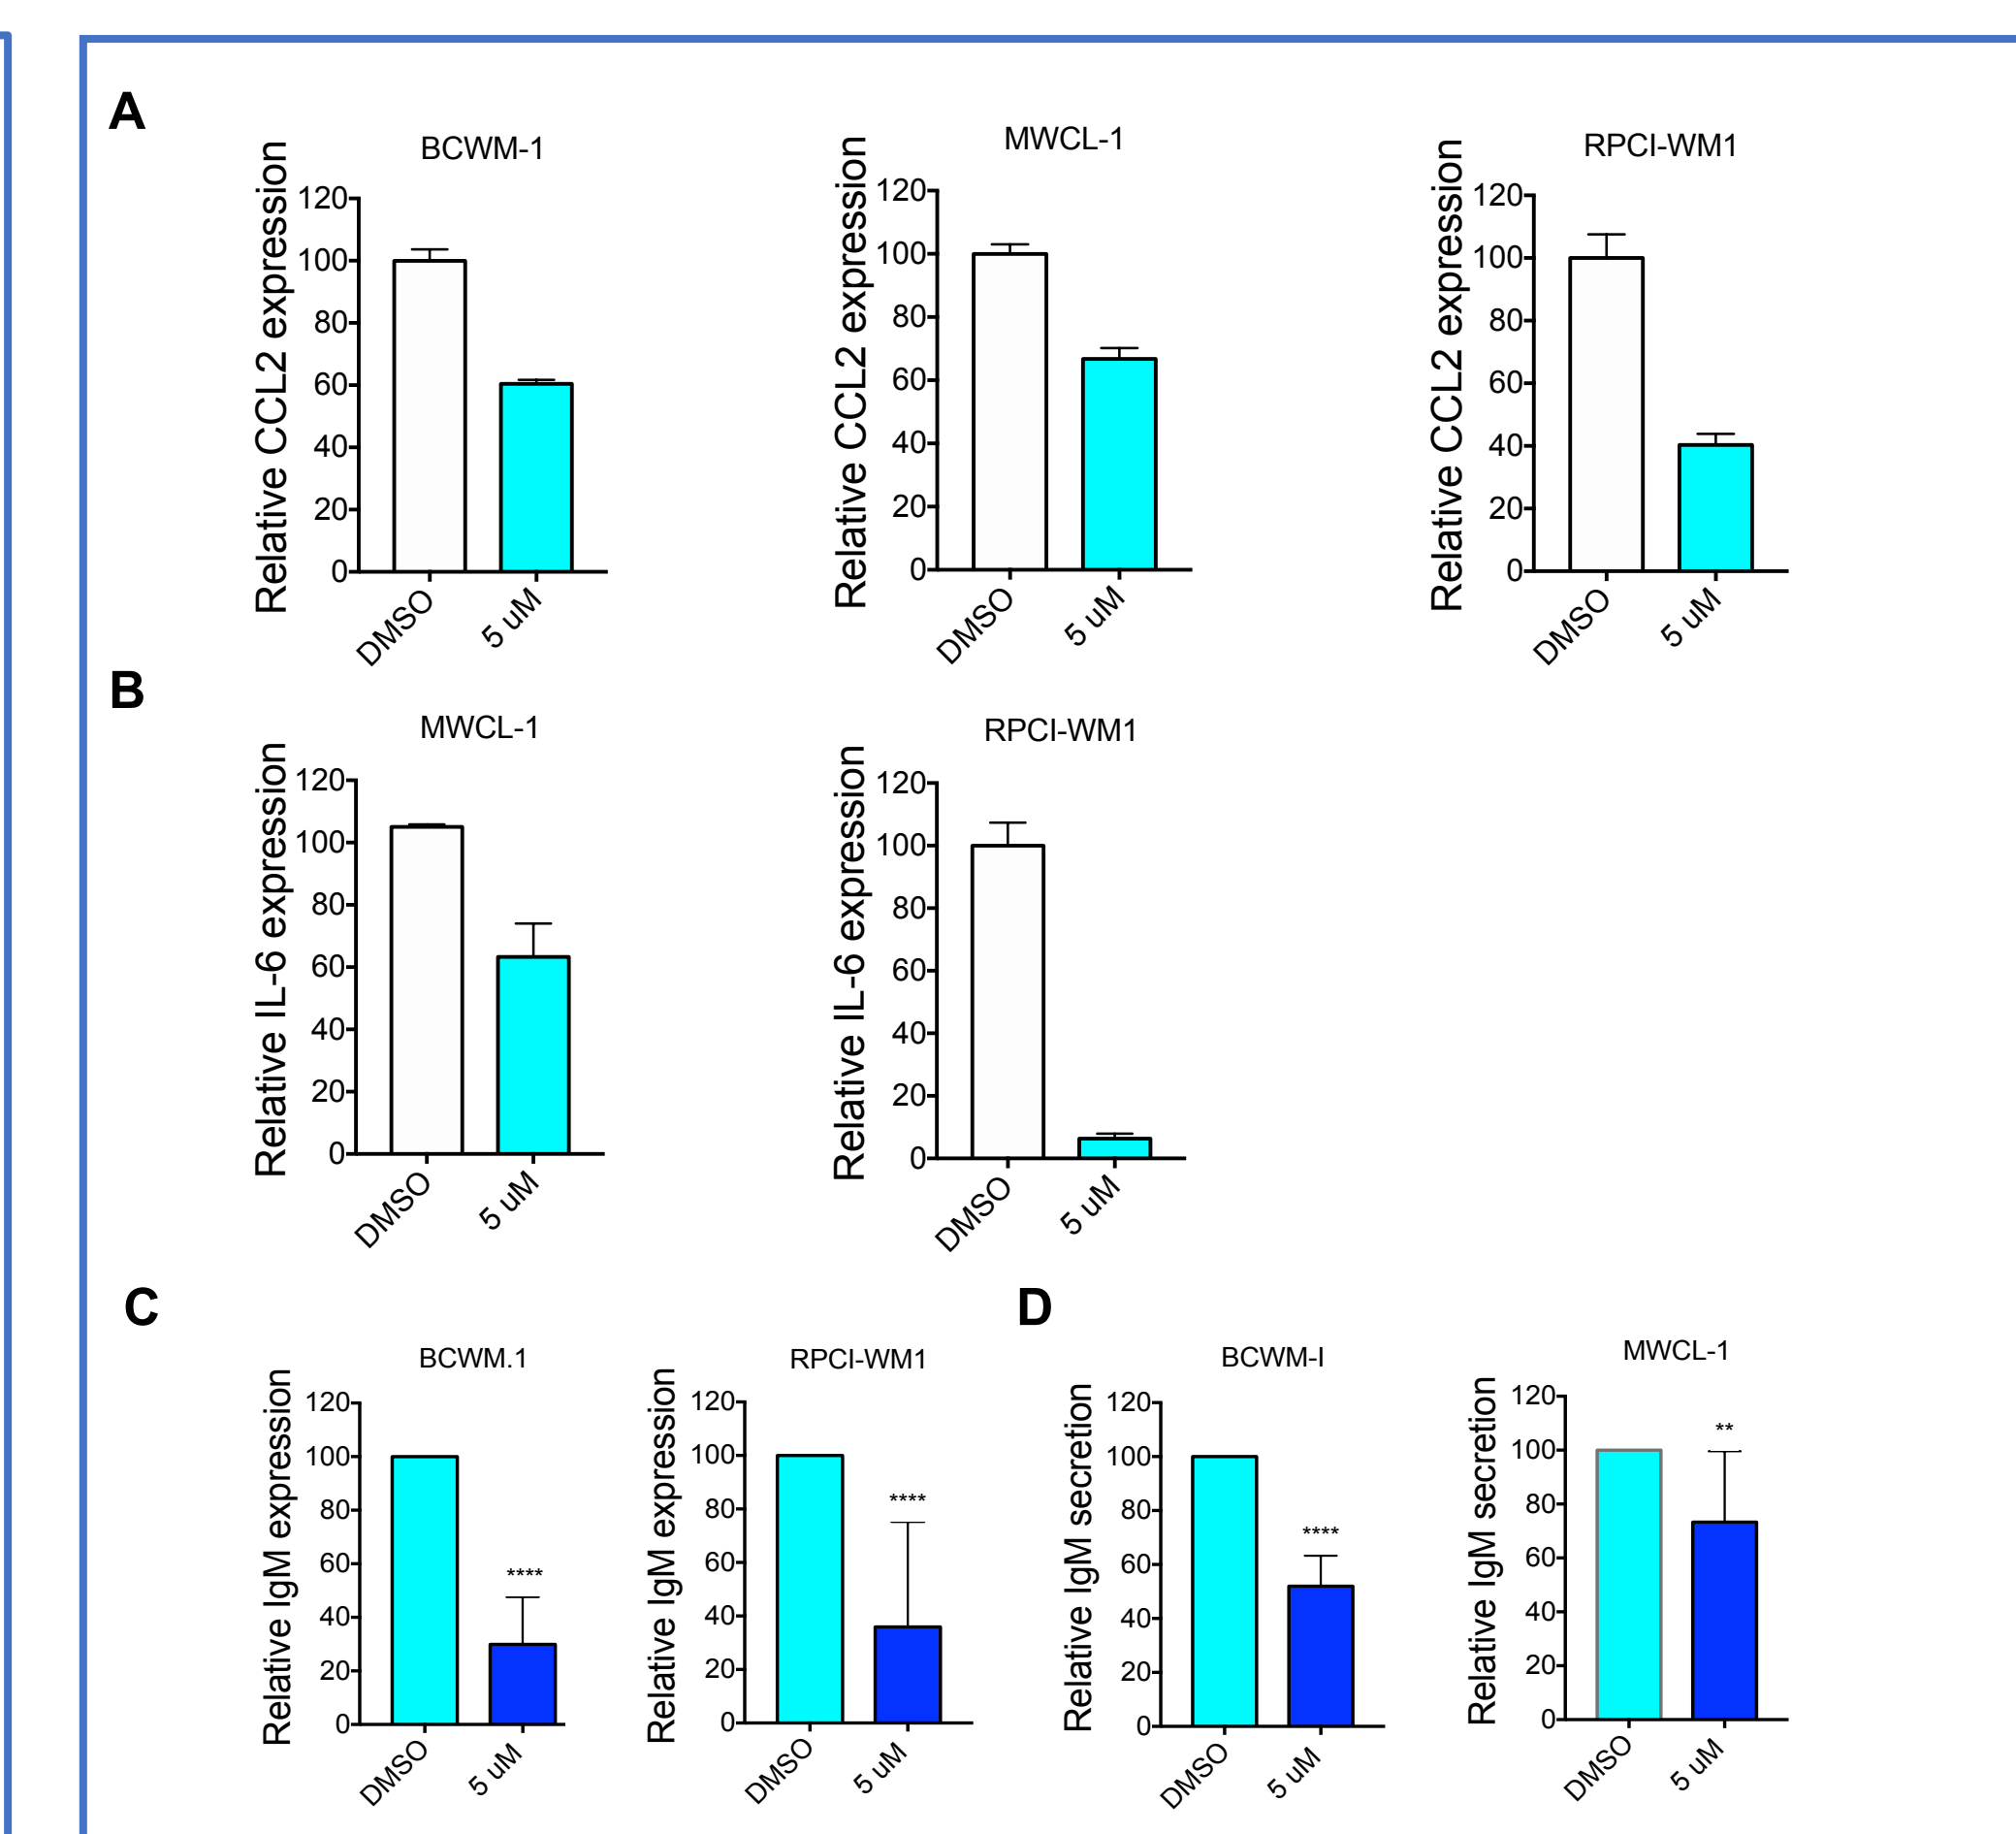 A
BCWM-1
Relative CCL2 expression
120
100
80
60
40
20
0
DMSO
5 uM
MWCL-1
Relative CCL2 expression
120
100
80
60
40
20
0
DMSO
5 uM
RPCI-WM1
Relative CCL2 expression
120
100
80
60
40
20
0
DMSO
5 uM
B
MWCL-1
Relative IL-6 expression
120
100
80
60
40
20
0
DMSO
5 uM
RPCI-WM1
Relative IL-6 expression
120
100
80
60
40
20
0
DMSO
5 uM
C
BCWM.1
Relative IgM expression
120
100
80
60
40
20
0
****
DMSO
5 uM
RPCI-WM1
Relative IgM expression
120
100
80
60
40
20
0
****
DMSO
5 uM
D
BCWM-I
Relative IgM secretion
120
100
80
60
40
20
0
****
DMSO
5 uM
MWCL-1
Relative IgM secretion
120
100
80
60
40
20
0
**
DMSO
5 uM